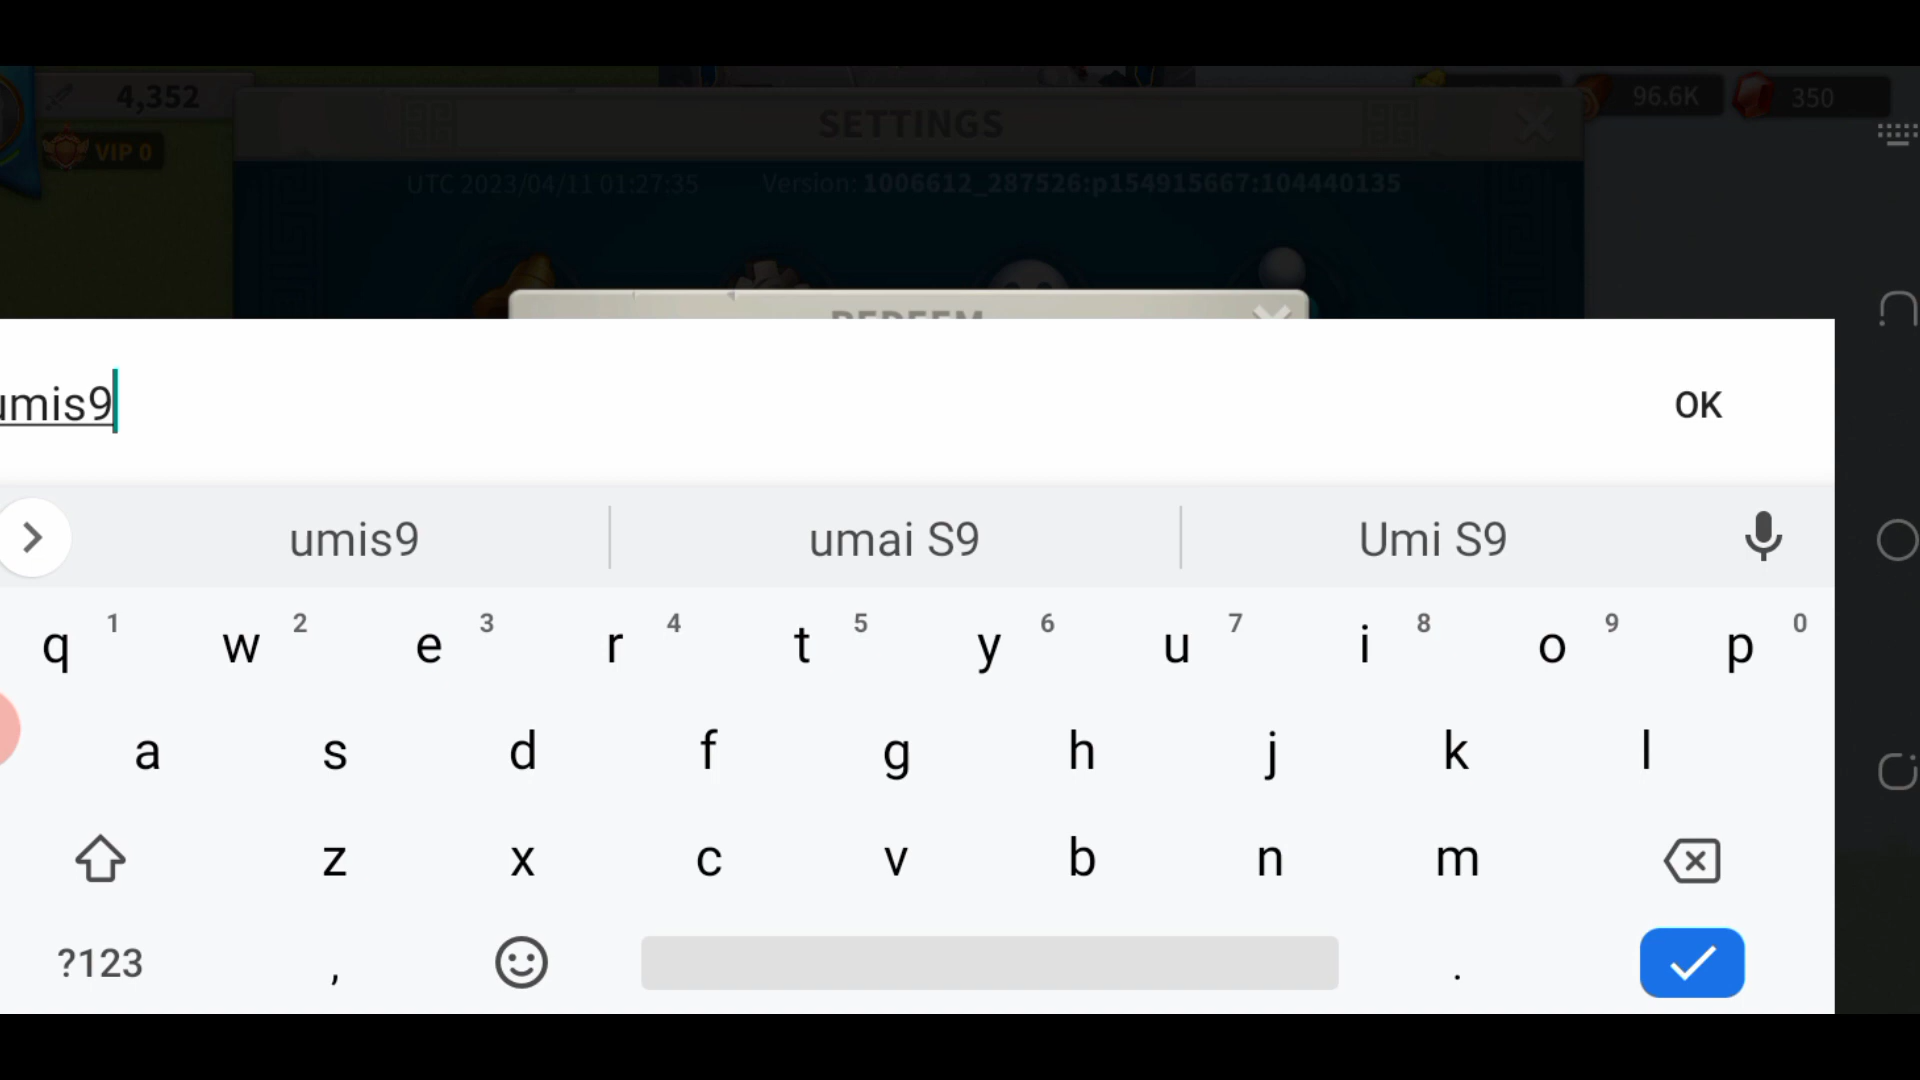 4,352
96.6K
350
SETTINGS
VIP 0
UTC 2023/04/11 01:27:35
Version: 1006612_287526:p154915667:104440135
REDEEM
umis9
OK
umis9
umai S9
Umi S9
q 1 w 2 e 3 r 4 t 5 y 6 u 7 i 8 o 9 p 0
a s d f g h j k l
z x c v b n m
?123 , .